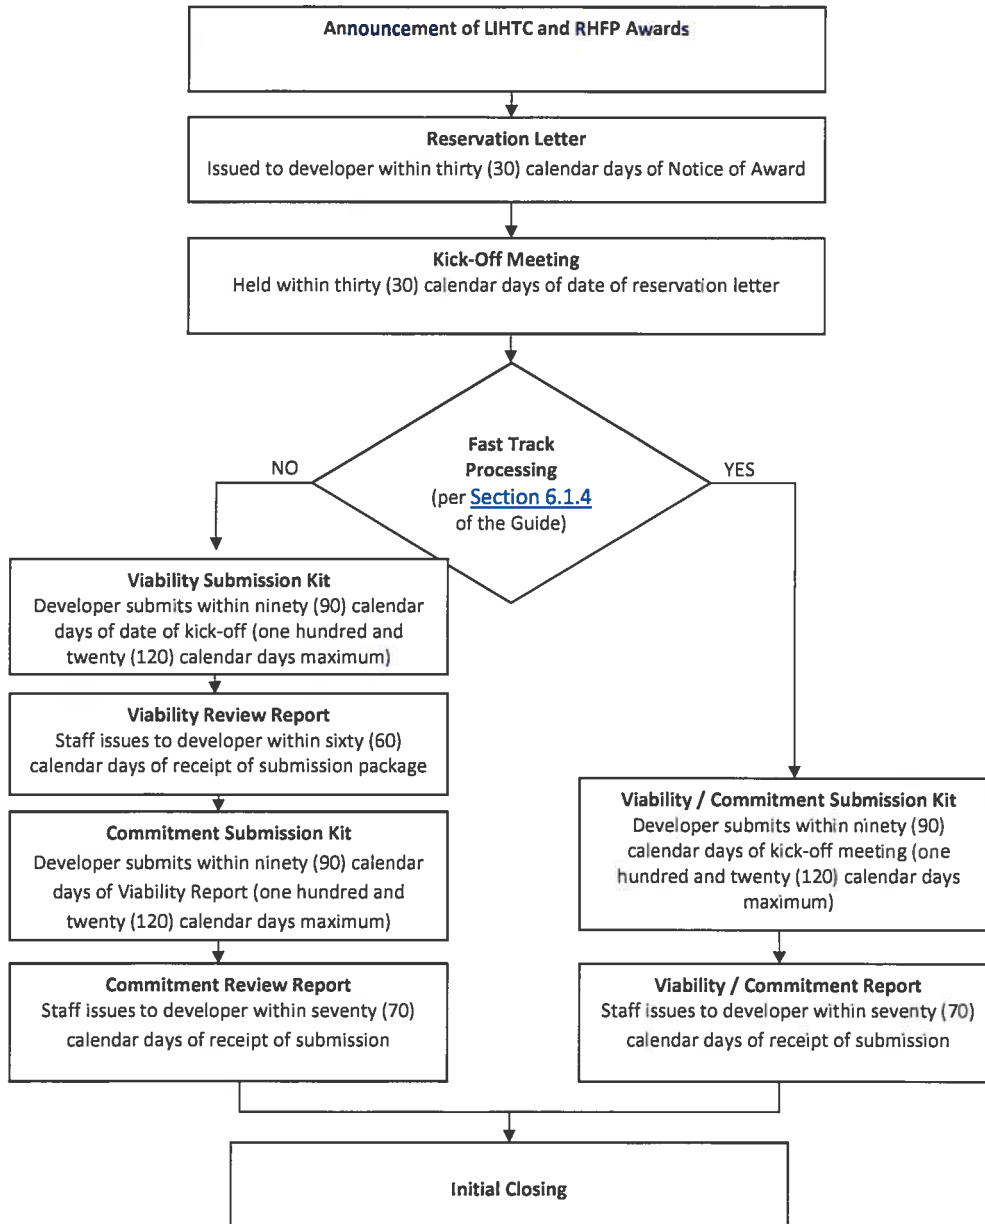 Announcement of LIHTC and RHFP Awards
Reservation Letter
Issued to developer within thirty (30) calendar days of Notice of Award
Kick-Off Meeting
Held within thirty (30) calendar days of date of reservation letter
Fast Track
Processing
(per Section 6.1.4
of the Guide)
NO
YES
Viability Submission Kit
Developer submits within ninety (90) calendar
days of date of kick-off (one hundred and
twenty (120) calendar days maximum)
Viability Review Report
Staff issues to developer within sixty (60)
calendar days of receipt of submission package
Commitment Submission Kit
Developer submits within ninety (90) calendar
days of Viability Report (one hundred and
twenty (120) calendar days maximum)
Commitment Review Report
Staff issues to developer within seventy (70)
calendar days of receipt of submission
Viability / Commitment Submission Kit
Developer submits within ninety (90)
calendar days of kick-off meeting (one
hundred and twenty (120) calendar days
maximum)
Viability / Commitment Report
Staff issues to developer within seventy (70)
calendar days of receipt of submission
Initial Closing